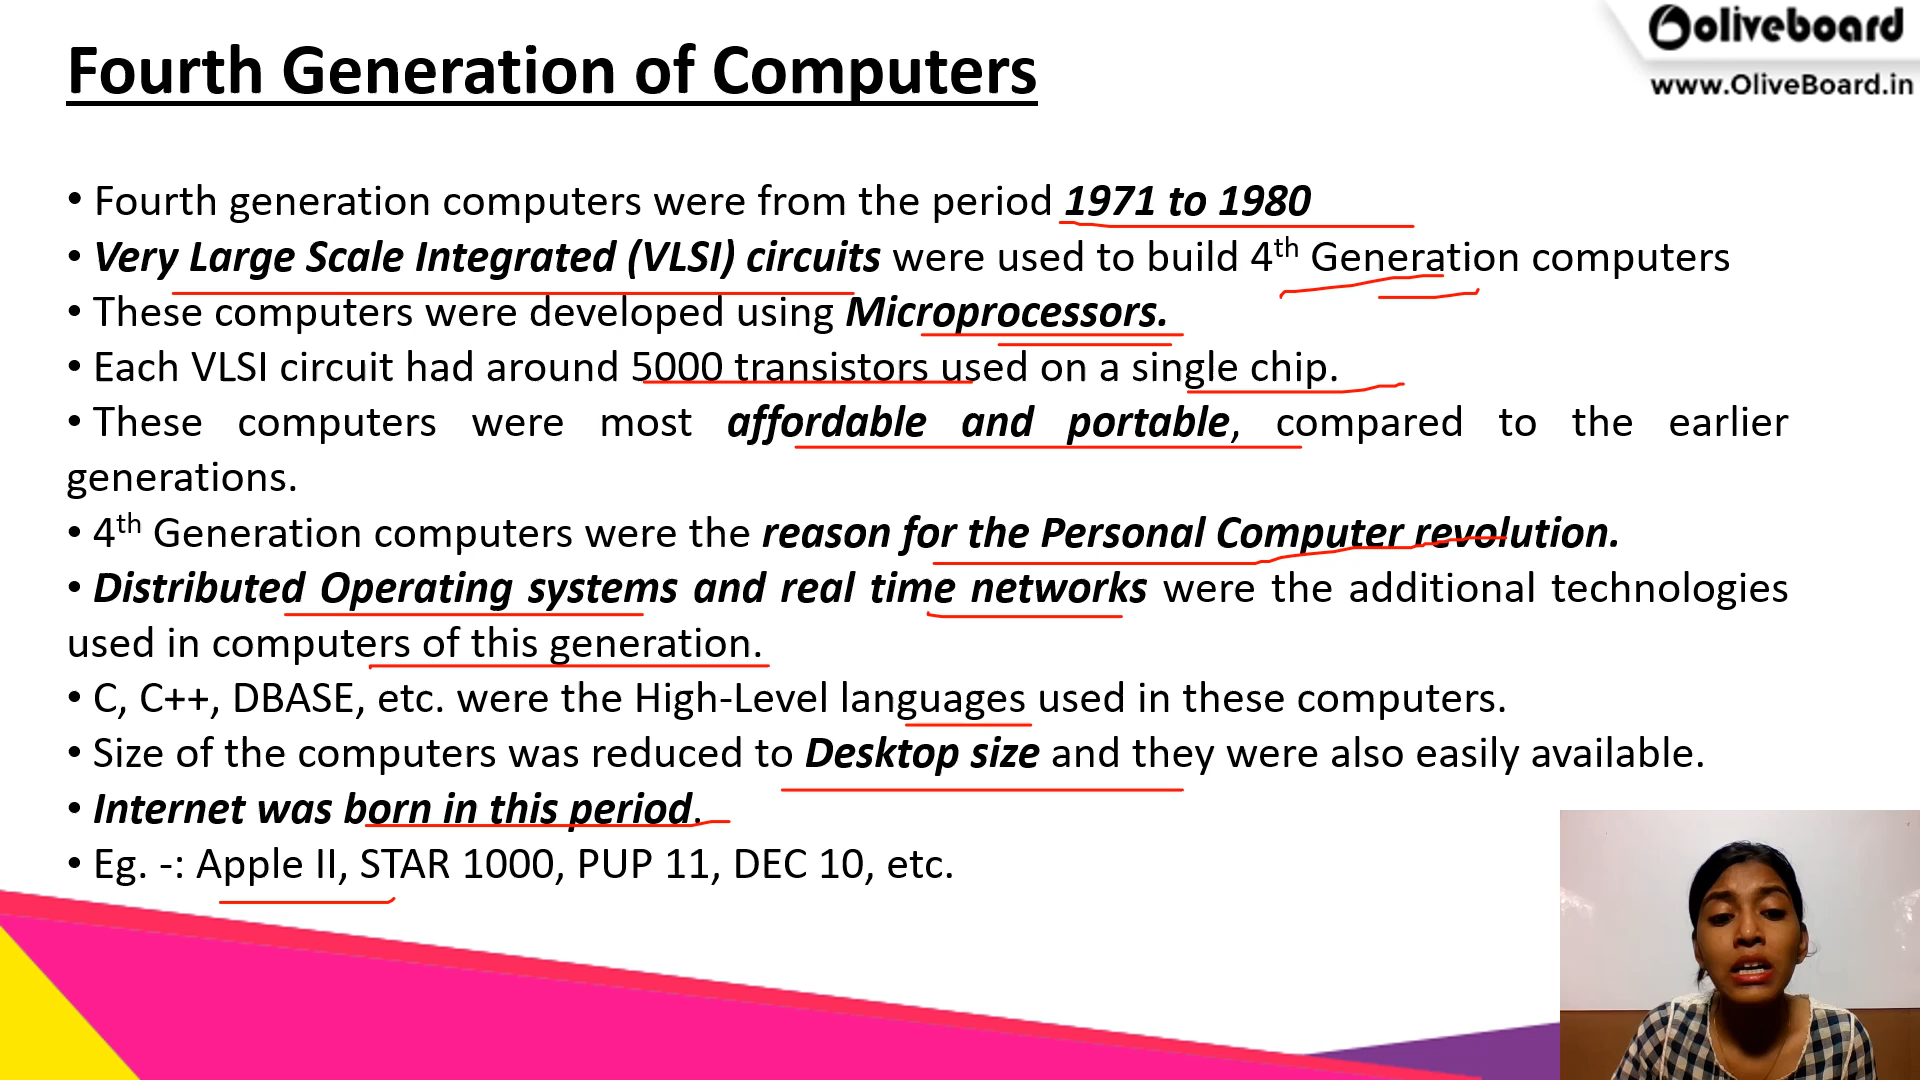 Fourth Generation of Computers
oliveboard
www.OliveBoard.in
• Fourth generation computers were from the period 1971 to 1980
• Very Large Scale Integrated (VLSI) circuits were used to build 4th Generation computers
• These computers were developed using Microprocessors.
• Each VLSI circuit had around 5000 transistors used on a single chip.
• These computers were most affordable and portable, compared to the earlier
generations.
• 4th Generation computers were the reason for the Personal Computer revolution.
• Distributed Operating systems and real time networks were the additional technologies
used in computers of this generation.
• C, C++, DBASE, etc. were the High-Level languages used in these computers.
• Size of the computers was reduced to Desktop size and they were also easily available.
• Internet was born in this period.
• Eg. -: Apple II, STAR 1000, PUP 11, DEC 10, etc.